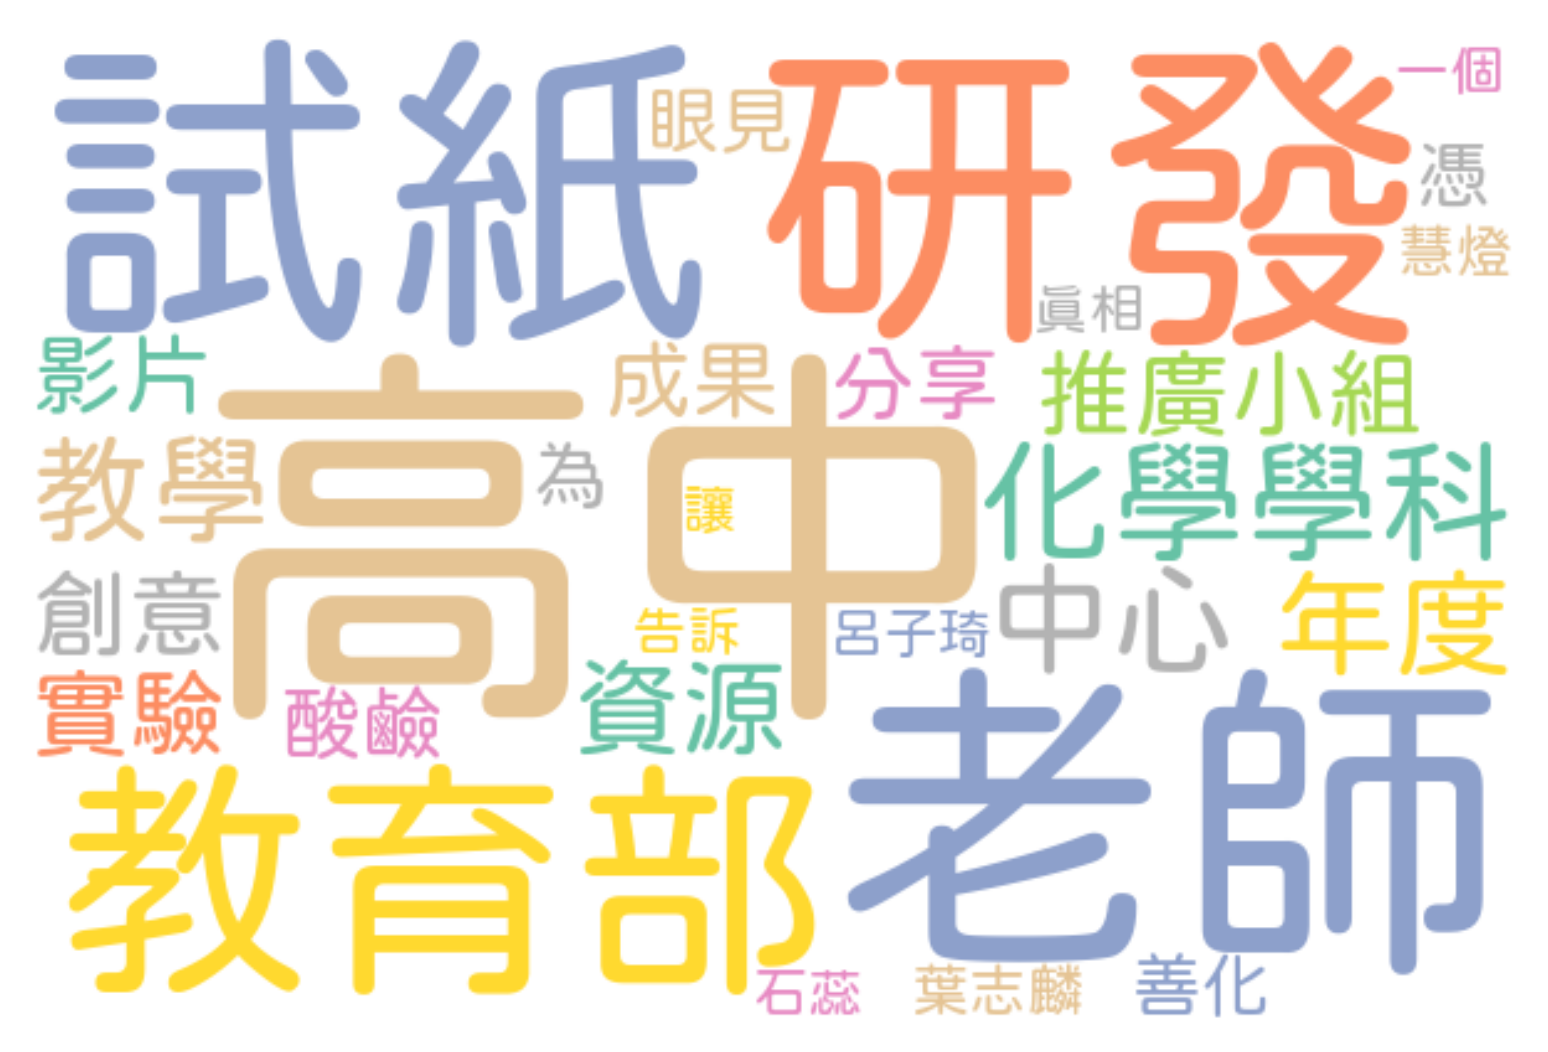 試紙
研發
一個
眼見
憑
慧燈
眞相
影片
成果
分享
推廣小組
高中
教學
為
讓
化學學科
創意
告訴
呂子琦
中心
年度
實驗
酸鹼
資源
老師
教育部
石蕊
葉志麟
善化